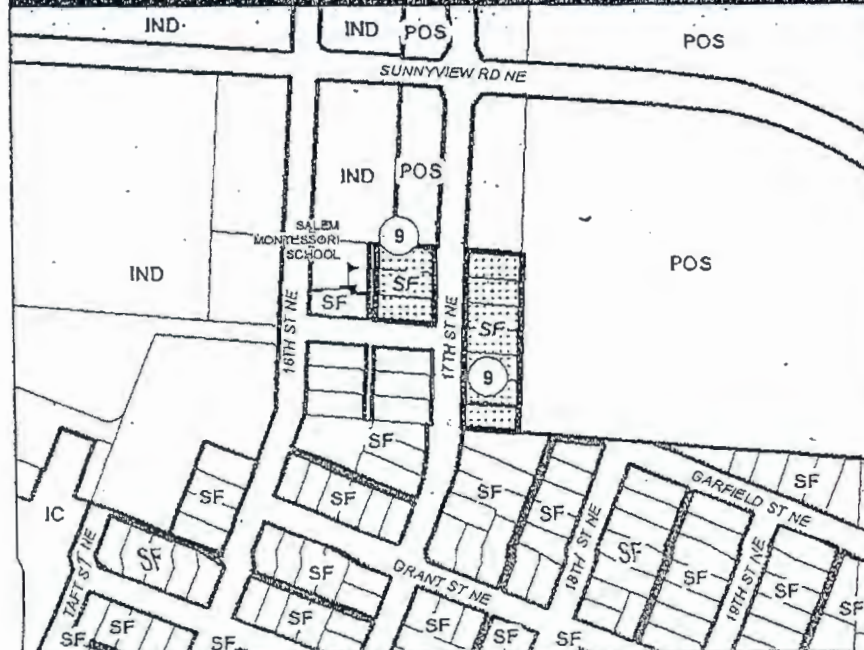 IND
IND
POS
POS
SUNNYVIEW RD NE
IND
POS
SALEM
MONTESSORI
SCHOOL
9
IND
SF
POS
SF
16TH ST NE
17TH ST NE
SF
9
SF
SF
GARFIELD ST NE
SF
SF
SF
IC
SF
18TH ST NE
TAFT ST NE
SF
SF
GRANT ST NE
SF
SF
19TH ST NE
SF
SF
SF
SF
SF
SF
SF
SF
SF